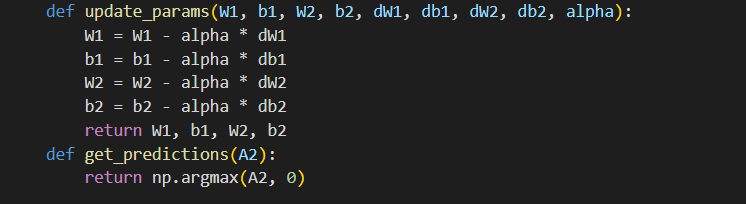 def update_params(W1, b1, W2, b2, dW1, db1, dW2, db2, alpha):
    W1 = W1 - alpha * dW1
    b1 = b1 - alpha * db1
    W2 = W2 - alpha * dW2
    b2 = b2 - alpha * db2
    return W1, b1, W2, b2
def get_predictions(A2):
    return np.argmax(A2, 0)